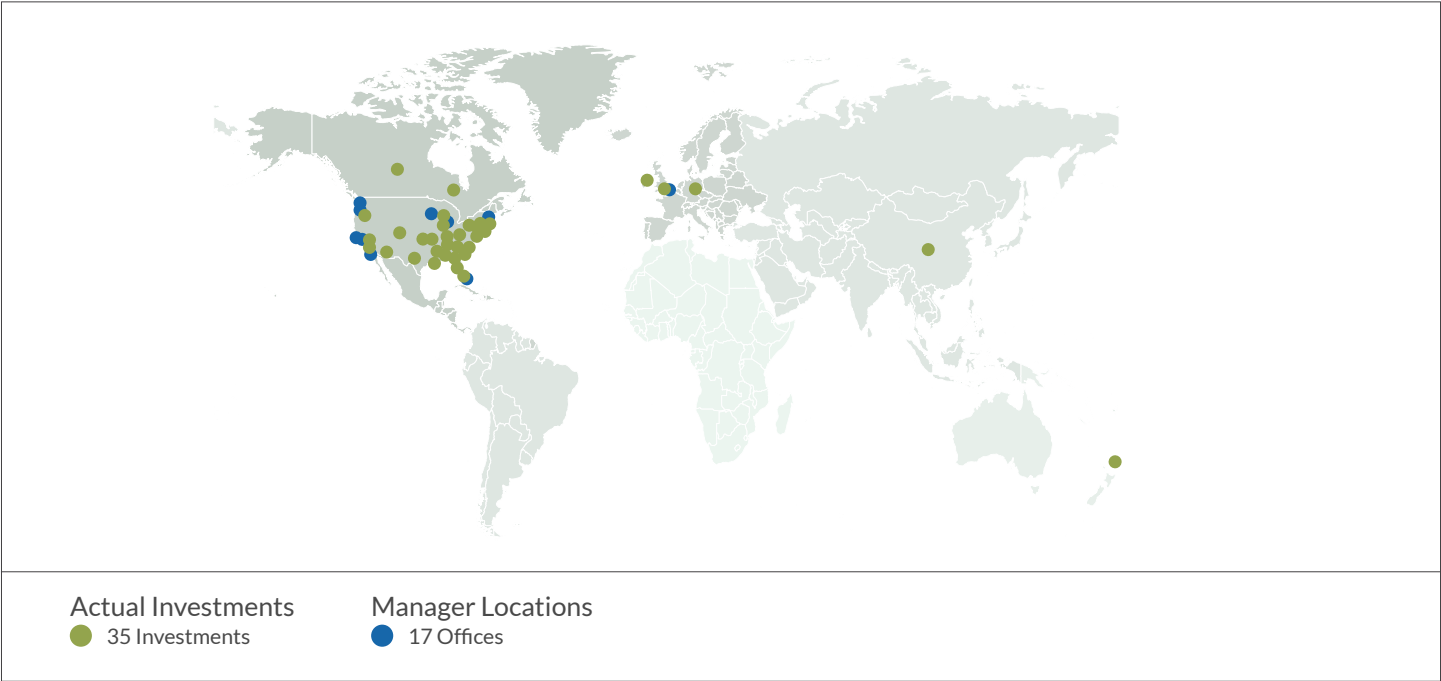 Actual Investments
35 Investments
Manager Locations
17 Offices